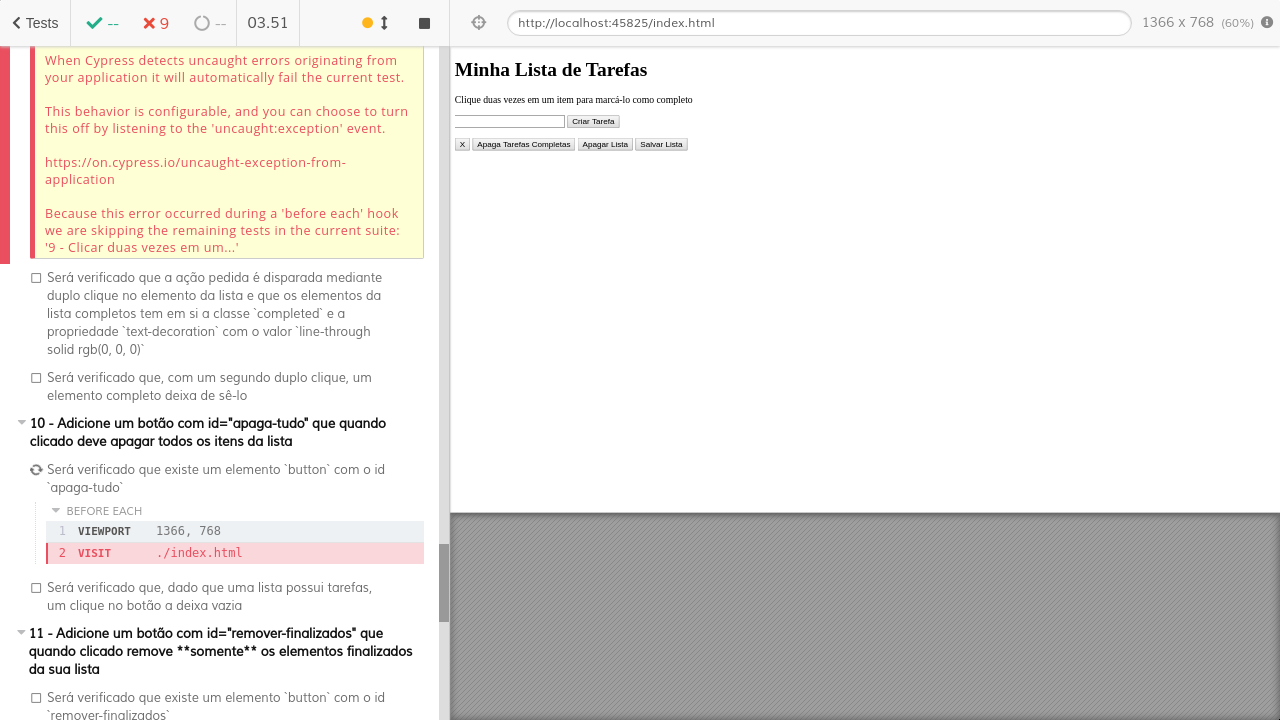 Tests
--
9
--
03.51
http://localhost:45825/index.html
1366 x 768 (60%)
When Cypress detects uncaught errors originating from
your application it will automatically fail the current test.
This behavior is configurable, and you can choose to turn
this off by listening to the 'uncaught:exception' event.
https://on.cypress.io/uncaught-exception-from-
application
Because this error occurred during a 'before each' hook
we are skipping the remaining tests in the current suite:
'9 - Clicar duas vezes em um...'
Será verificado que a ação pedida é disparada mediante
duplo clique no elemento da lista e que os elementos da
lista completos tem em si a classe `completed` e a
propriedade `text-decoration` com o valor `line-through
solid rgb(0, 0, 0)`
Será verificado que, com um segundo duplo clique, um
elemento completo deixa de sê-lo
10 - Adicione um botão com id="apaga-tudo" que quando
clicado deve apagar todos os itens da lista
Será verificado que existe um elemento `button` com o id
`apaga-tudo`
BEFORE EACH
1 VIEWPORT 1366, 768
2 VISIT ./index.html
Será verificado que, dado que uma lista possui tarefas,
um clique no botão a deixa vazia
11 - Adicione um botão com id="remover-finalizados" que
quando clicado remove **somente** os elementos finalizados
da sua lista
Será verificado que existe um elemento `button` com o id
`remover-finalizados`
Minha Lista de Tarefas
Clique duas vezes em um item para marcá-lo como completo
Criar Tarefa
X Apaga Tarefas Completas Apagar Lista Salvar Lista